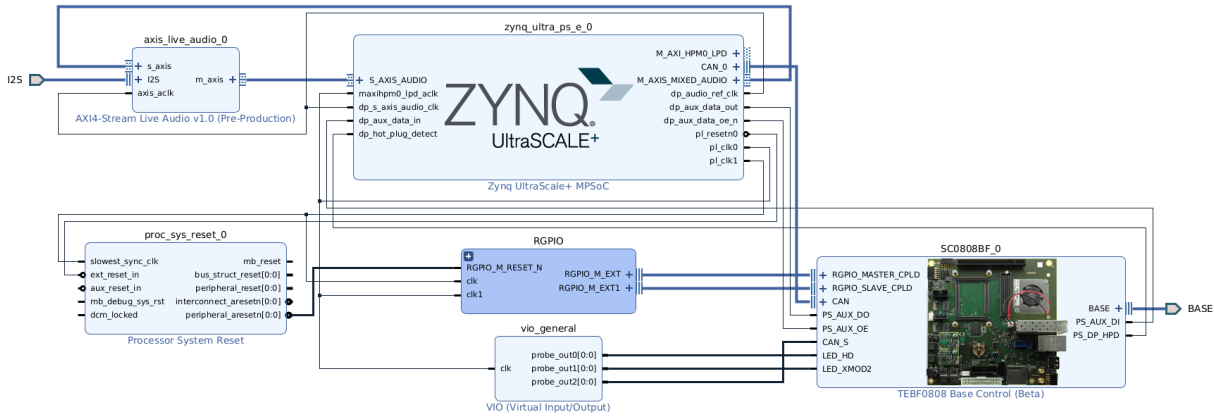 I2S
axis_live_audio_0
s_axis
I2S
axis_aclk
m_axis
AXI4-Stream Live Audio v1.0 (Pre-Production)
zynq_ultra_ps_e_0
S_AXIS_AUDIO
maxihpm0_lpd_aclk
dp_s_axis_audio_clk
dp_aux_data_in
dp_hot_plug_detect
ZYNQ
UltraSCALE+
M_AXI_HPM0_LPD
CAN_0
M_AXIS_MIXED_AUDIO
dp_audio_ref_clk
dp_aux_data_out
dp_aux_data_oe_n
pl_resetn0
pl_clk0
pl_clk1
Zynq UltraScale+ MPSoC
proc_sys_reset_0
slowest_sync_clk
ext_reset_in
aux_reset_in
mb_debug_sys_rst
dcm_locked
mb_reset
bus_struct_reset[0:0]
peripheral_reset[0:0]
interconnect_aresetn[0:0]
peripheral_aresetn[0:0]
Processor System Reset
RGPIO
RGPIO_M_RESET_N
clk
clk1
RGPIO_M_EXT
RGPIO_M_EXT1
vio_general
clk
probe_out0[0:0]
probe_out1[0:0]
probe_out2[0:0]
VIO (Virtual Input/Output)
SC0808BF_0
RGPIO_MASTER_CPLD
RGPIO_SLAVE_CPLD
CAN
PS_AUX_DO
PS_AUX_OE
CAN_S
LED_HD
LED_XMOD2
BASE
PS_AUX_DI
PS_DP_HPD
TEBF0808 Base Control (Beta)
BASE